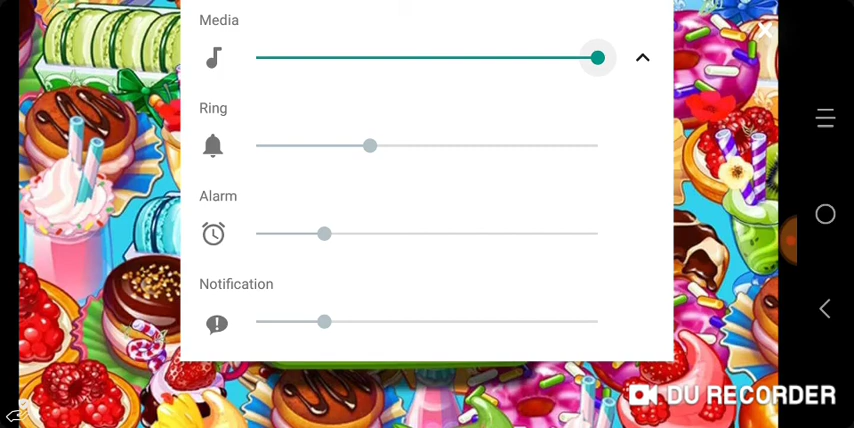 Media
Ring
Alarm
Notification
DU RECORDER